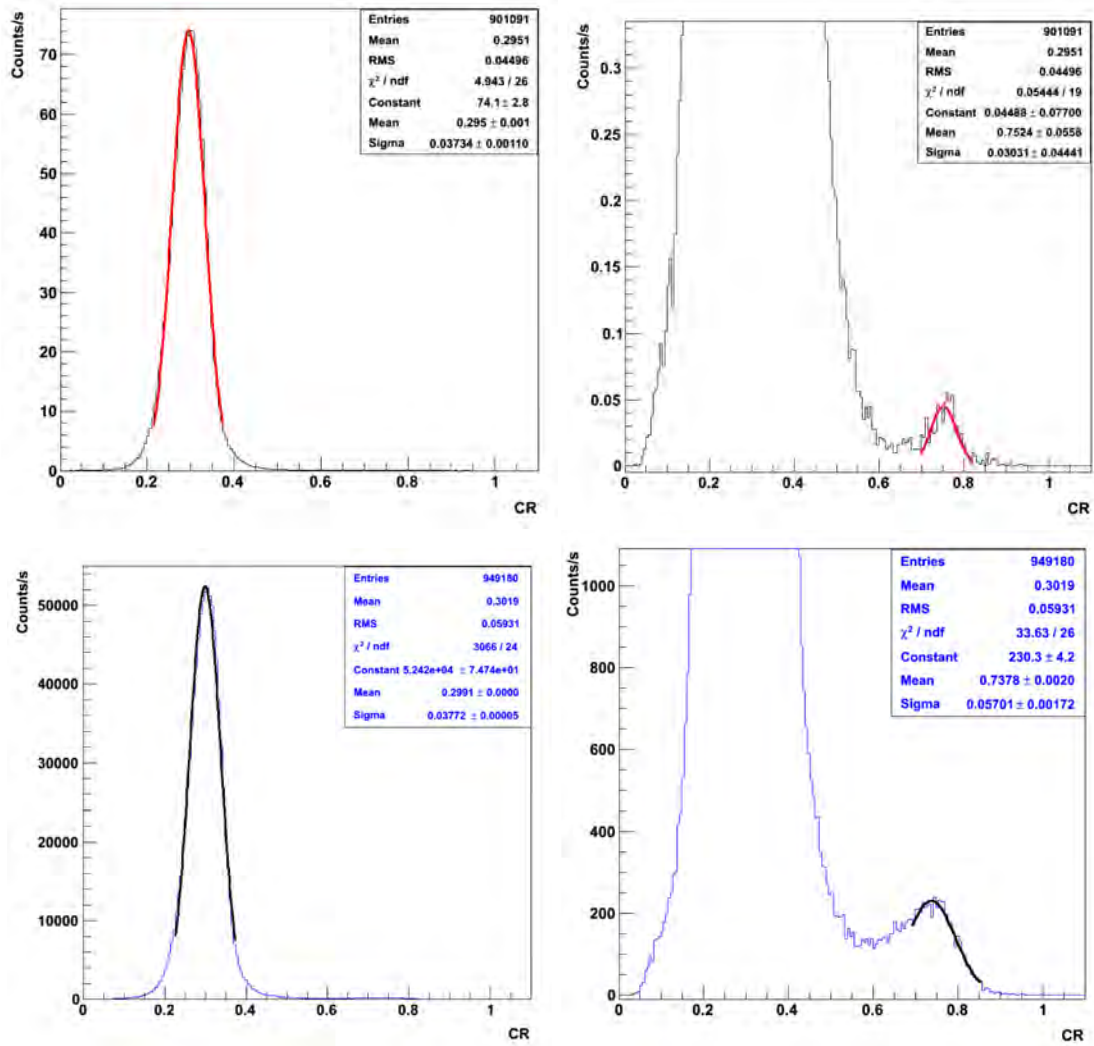 Counts/s
70
60
50
40
30
20
10
0
0 0.2 0.4 0.6 0.8 1
CR
Entries 901091
Mean 0.2951
RMS 0.04496
χ² / ndf 4.943 / 26
Constant 74.1 ± 2.8
Mean 0.295 ± 0.001
Sigma 0.03734 ± 0.00110
Counts/s
0.3
0.25
0.2
0.15
0.1
0.05
0
0 0.2 0.4 0.6 0.8 1
CR
Entries 901091
Mean 0.2951
RMS 0.04496
χ² / ndf 0.05444 / 19
Constant 0.04488 ± 0.07700
Mean 0.7524 ± 0.0558
Sigma 0.03031 ± 0.04441
Counts/s
50000
40000
30000
20000
10000
0
0 0.2 0.4 0.6 0.8 1
CR
Entries 949180
Mean 0.3019
RMS 0.05931
χ² / ndf 3066 / 24
Constant 5.242e+04 ± 7.474e+01
Mean 0.2991 ± 0.0000
Sigma 0.03772 ± 0.00005
Counts/s
1000
800
600
400
200
0
0 0.2 0.4 0.6 0.8 1
CR
Entries 949180
Mean 0.3019
RMS 0.05931
χ² / ndf 33.63 / 26
Constant 230.3 ± 4.2
Mean 0.7378 ± 0.0020
Sigma 0.05701 ± 0.00172